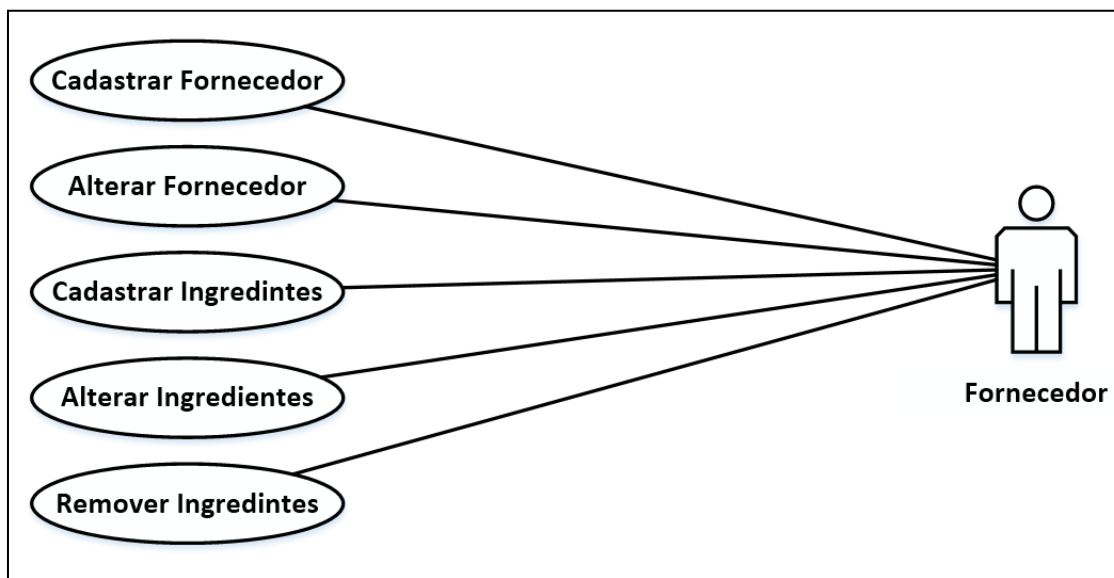 Cadastrar Fornecedor
Alterar Fornecedor
Cadastrar Ingredintes
Alterar Ingredientes
Remover Ingredintes
Fornecedor